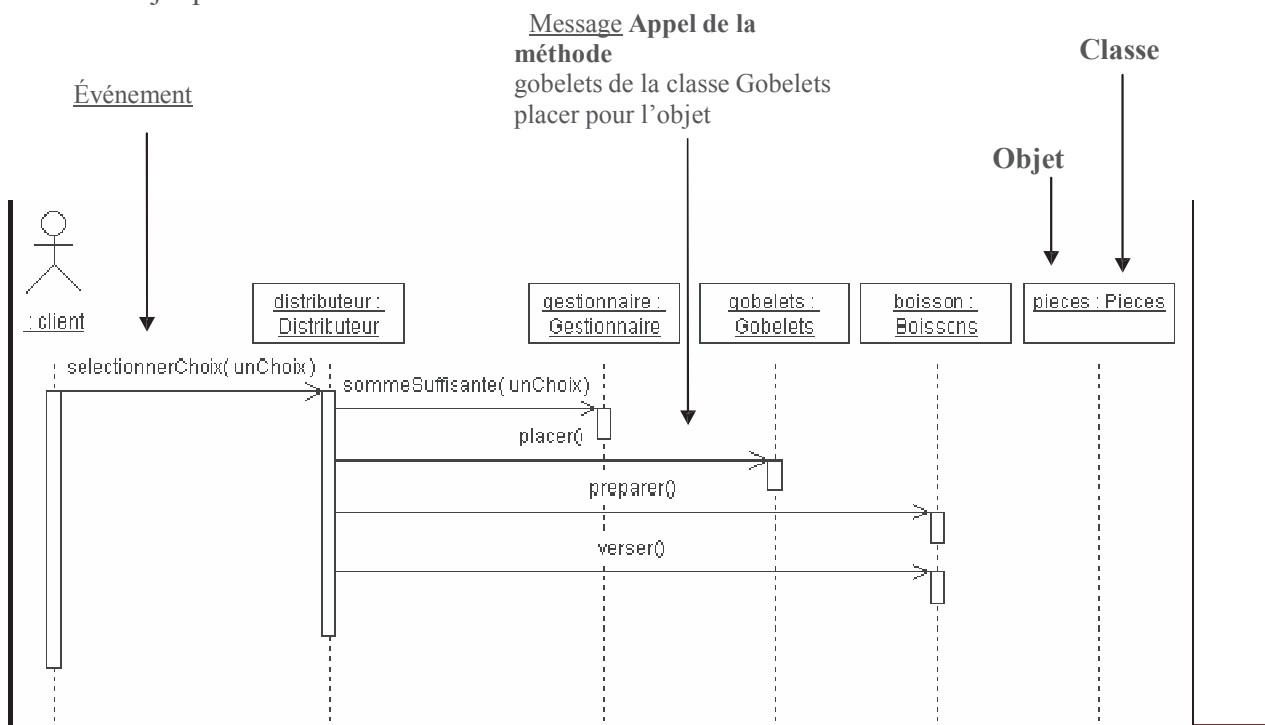 Message Appel de la
méthode
gobelets de la classe Gobelets
placer pour l’objet
Classe
Événement
Objet
: client
distributeur :
Distributeur
gestionnaire :
Gestionnaire
gobelets :
Gobelets
boisson :
Boissons
pieces : Pieces
selectionnerChoix( unChoix )
sommeSuffisante( unChoix)
placer()
preparer()
verser()